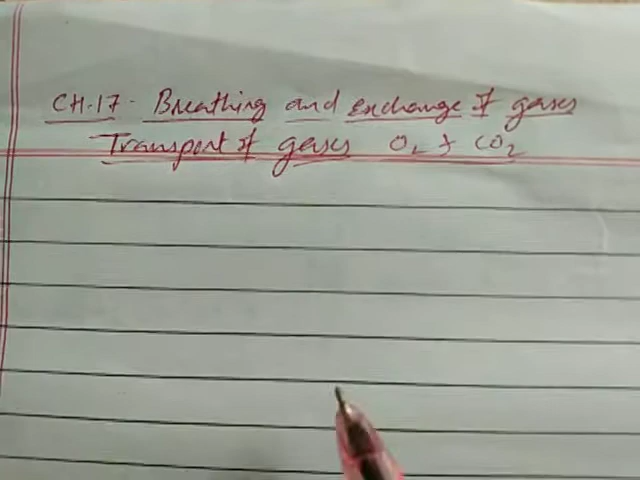 CH.17- Breathing and exchange of gases
Transport of gases O2 & CO2